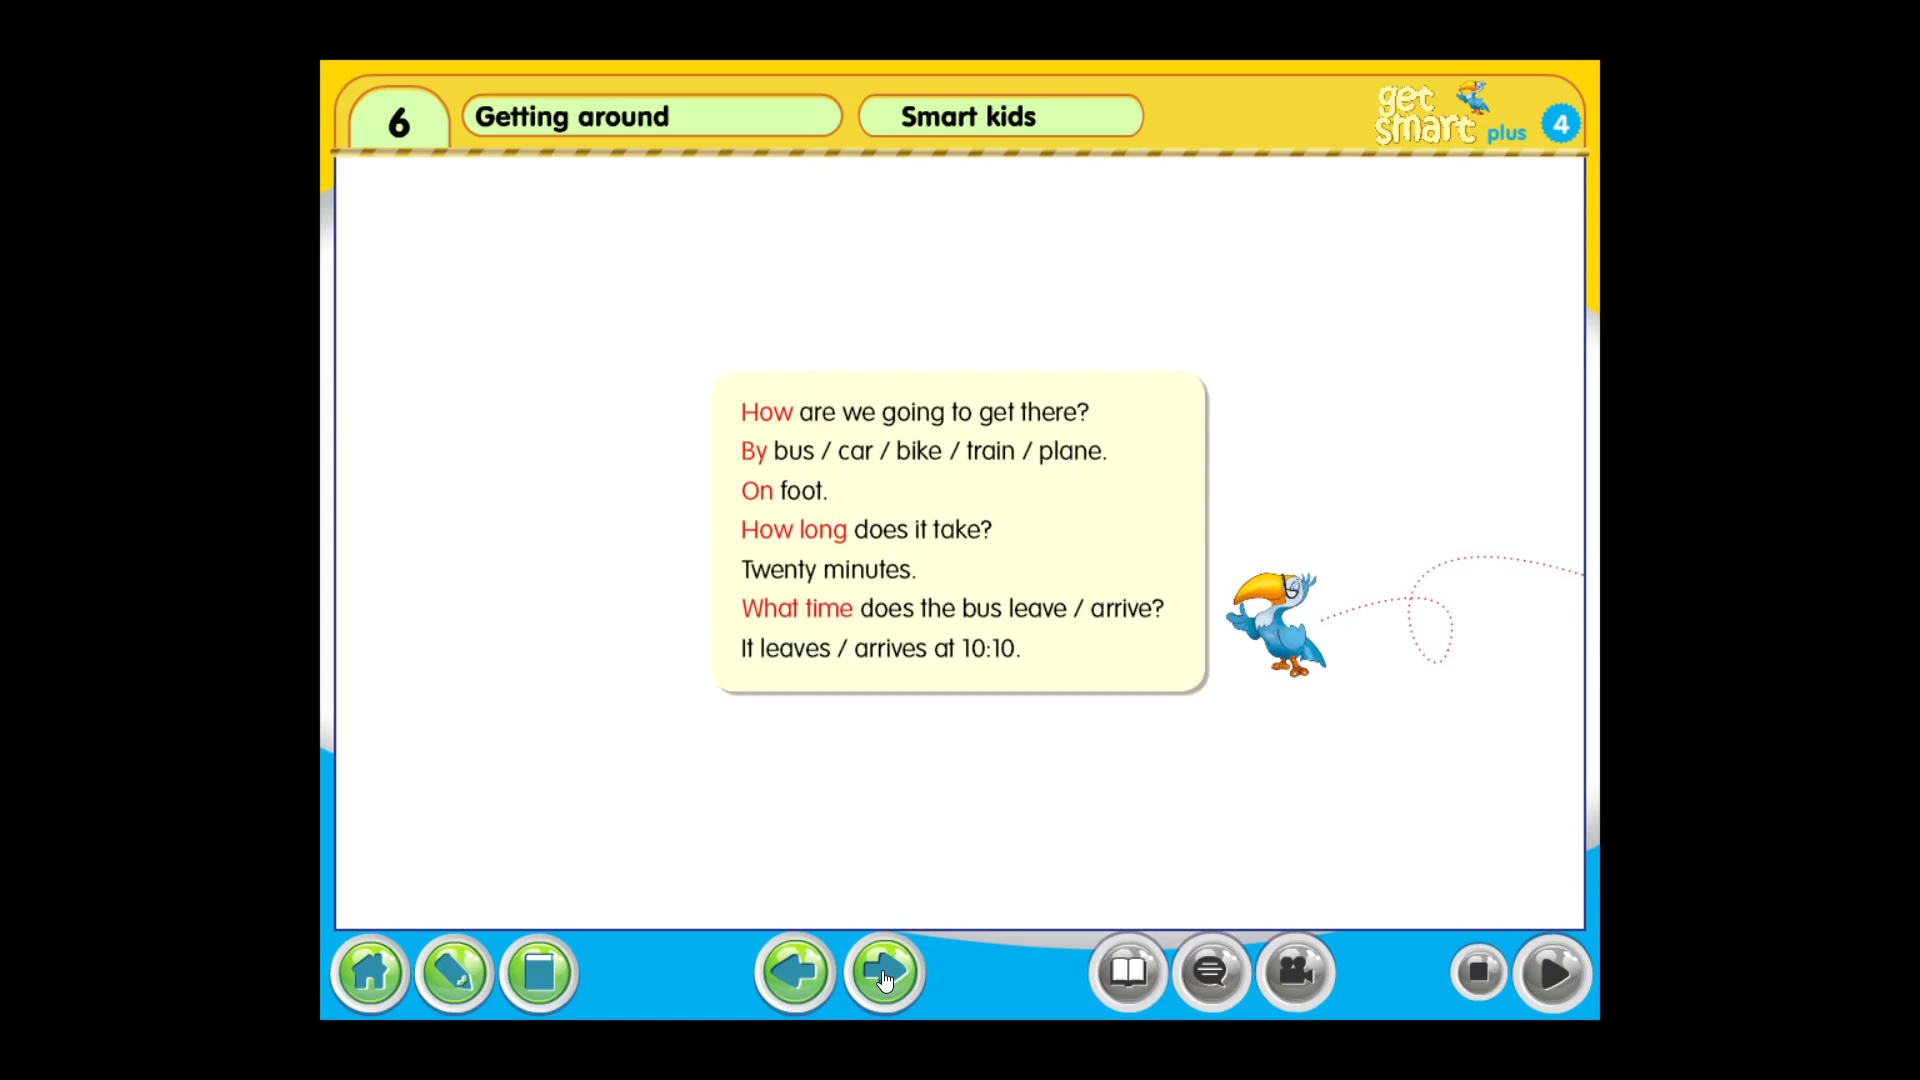 6
Getting around
Smart kids
get
smart plus
4
How are we going to get there?
By bus / car / bike / train / plane.
On foot.
How long does it take?
Twenty minutes.
What time does the bus leave / arrive?
It leaves / arrives at 10:10.